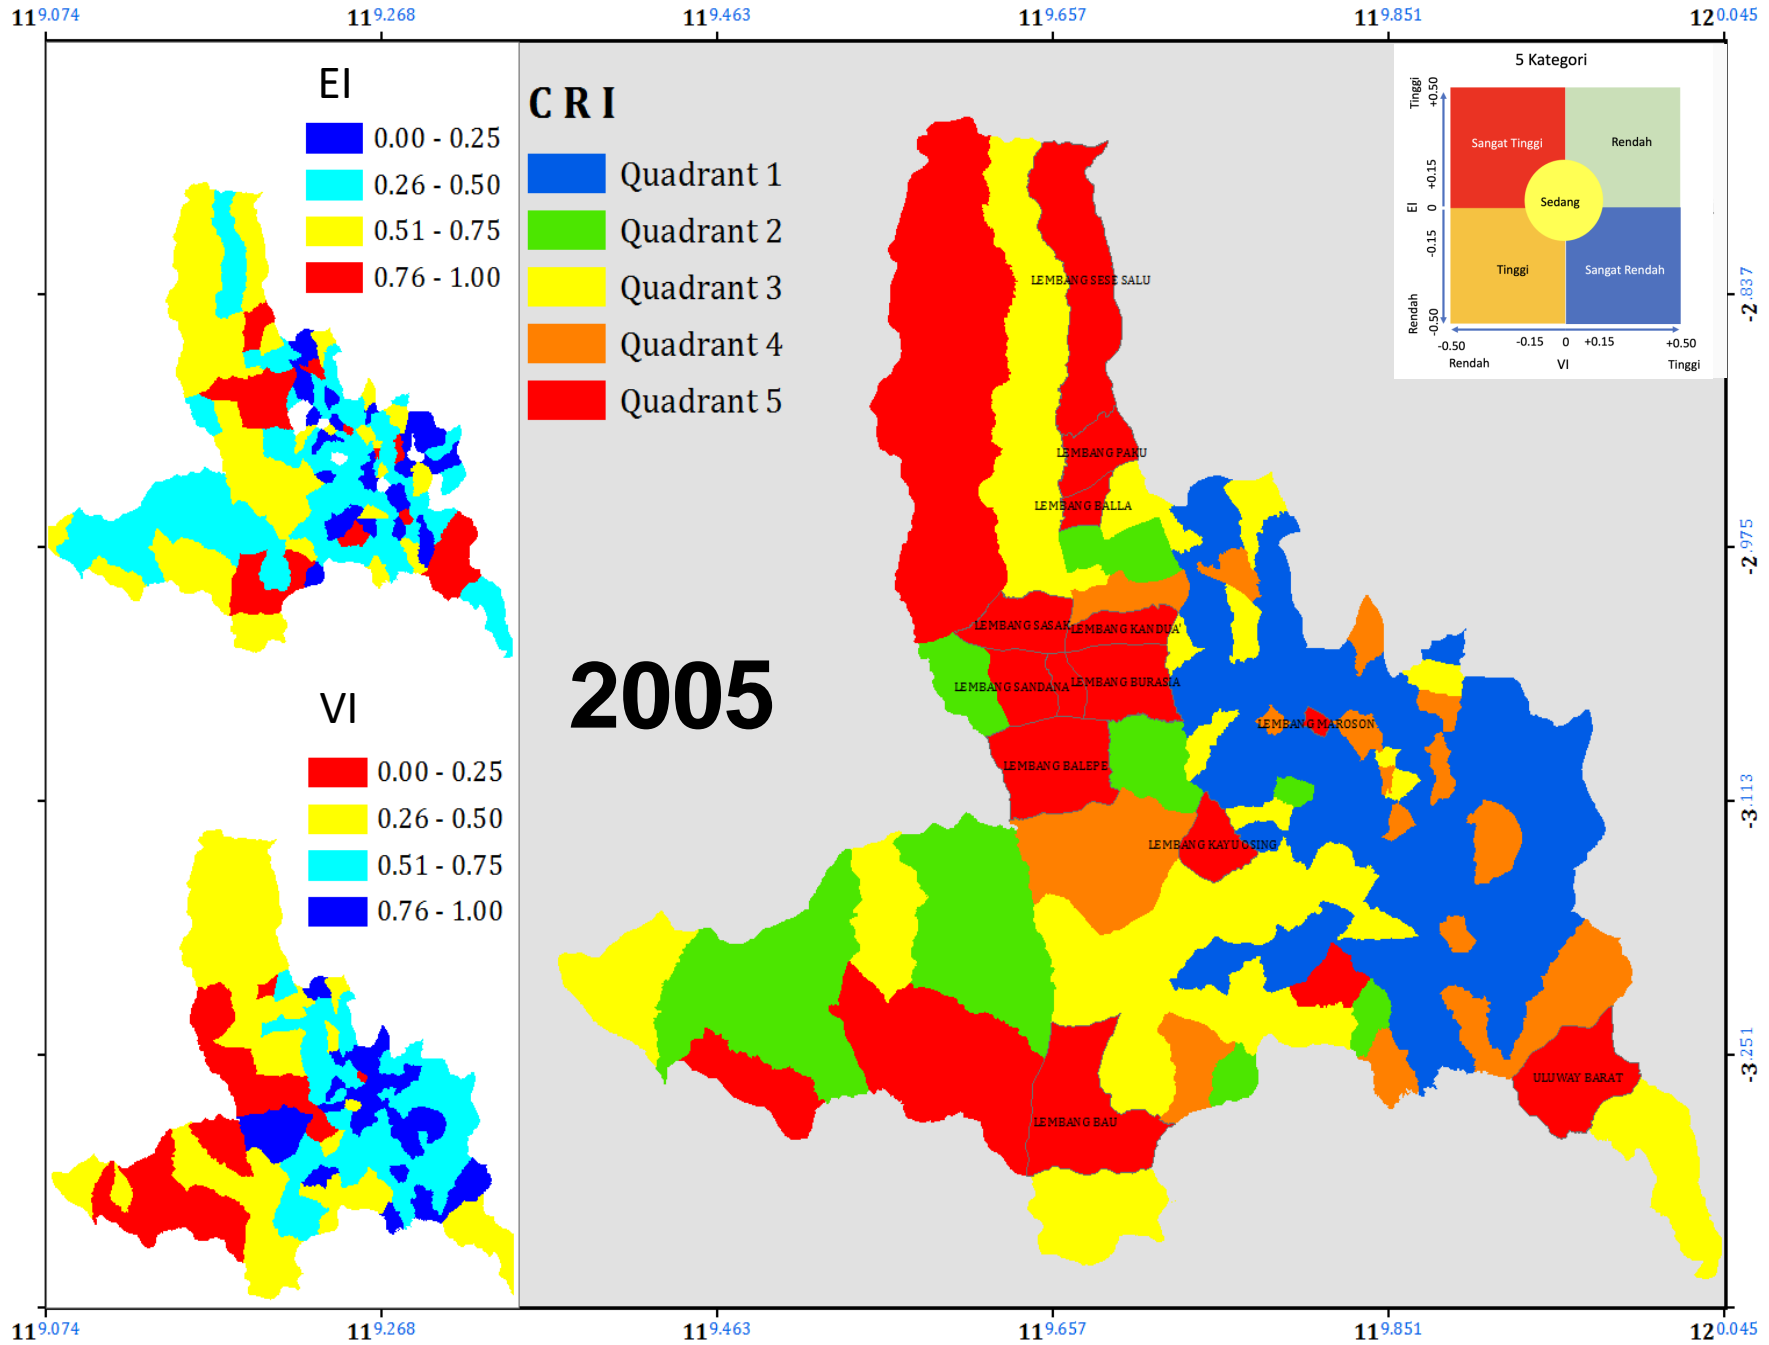 119.074
119.268
119.463
119.657
119.851
120.045
EI
0.00 - 0.25
0.26 - 0.50
0.51 - 0.75
0.76 - 1.00
VI
0.00 - 0.25
0.26 - 0.50
0.51 - 0.75
0.76 - 1.00
C R I
Quadrant 1
Quadrant 2
Quadrant 3
Quadrant 4
Quadrant 5
2005
LEMBANG SESE SALU
LEMBANG PAKU
LEMBANG BALLA
LEMBANG SASAK
LEMBANG KANDUA'
LEMBANG SANDANA
LEMBANG BURASIA
LEMBANG MAROSON
LEMBANG BALEPE
LEMBANG KAYU OSING
ULUWAY BARAT
LEMBANG BAU
5 Kategori
Tinggi
+0.50
Sangat Tinggi
Rendah
+0.15
EI
0
Sedang
-0.15
Tinggi
Sangat Rendah
Rendah
-0.50
-0.50
-0.15
0
+0.15
+0.50
Rendah
VI
Tinggi
-2.837
-2.975
-3.113
-3.251
119.074
119.268
119.463
119.657
119.851
120.045